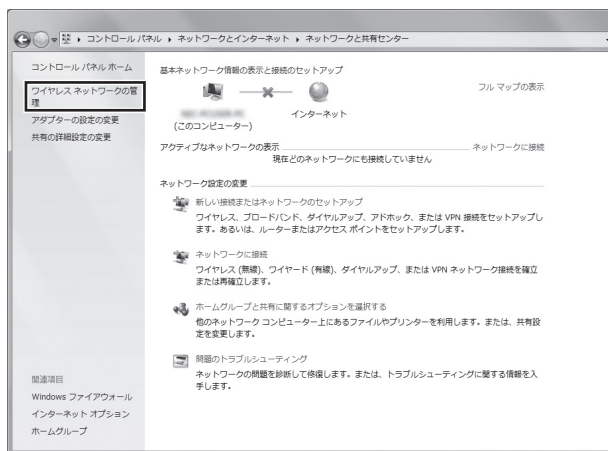 コントロール パネル ▸ ネットワークとインターネット ▸ ネットワークと共有センター
コントロール パネル ホーム
ワイヤレス ネットワークの管
理
アダプターの設定の変更
共有の詳細設定の変更
基本ネットワーク情報の表示と接続のセットアップ
フル マップの表示
インターネット
(このコンピューター)
アクティブなネットワークの表示
ネットワークに接続
現在どのネットワークにも接続していません
ネットワーク設定の変更
新しい接続またはネットワークのセットアップ
ワイヤレス、ブロードバンド、ダイヤルアップ、アドホック、または VPN 接続をセットアップし
ます。あるいは、ルーターまたはアクセス ポイントをセットアップします。
ネットワークに接続
ワイヤレス (無線)、ワイヤード (有線)、ダイヤルアップ、または VPN ネットワーク接続を確立
または再確立します。
ホームグループと共有に関するオプションを選択する
他のネットワーク コンピューター上にあるファイルやプリンターを利用します。または、共有設
定を変更します。
問題のトラブルシューティング
ネットワークの問題を診断して修復します。または、トラブルシューティングに関する情報を入
手します。
関連項目
Windows ファイアウォール
インターネット オプション
ホームグループ